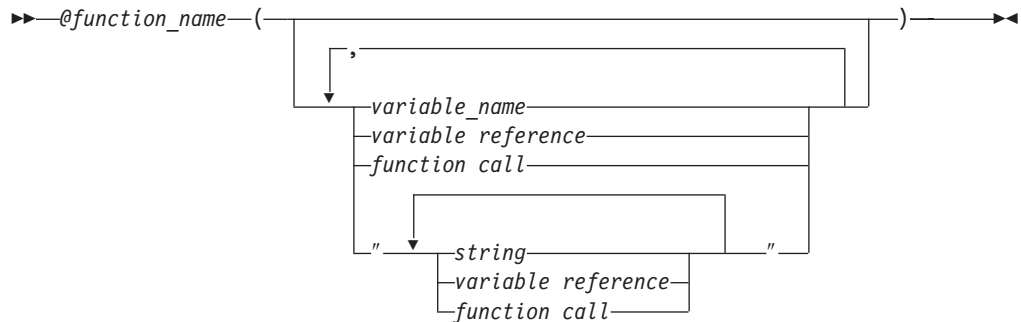 @function_name ( )
,
variable_name
variable reference
function call
" string "
variable reference
function call